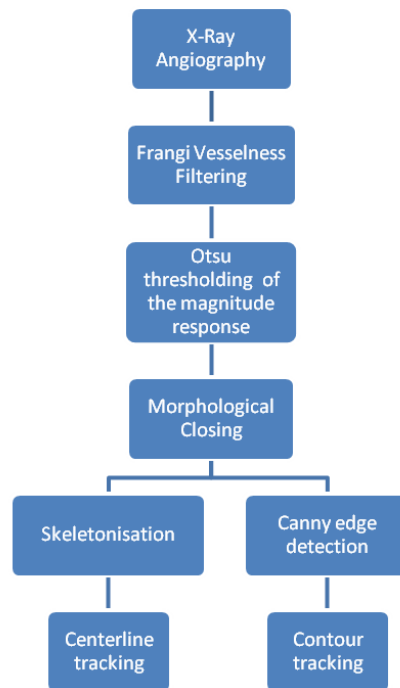 X-Ray
Angiography
Frangi Vesselness
Filtering
Otsu
thresholding of
the magnitude
response
Morphological
Closing
Skeletonisation
Canny edge
detection
Centerline
tracking
Contour
tracking